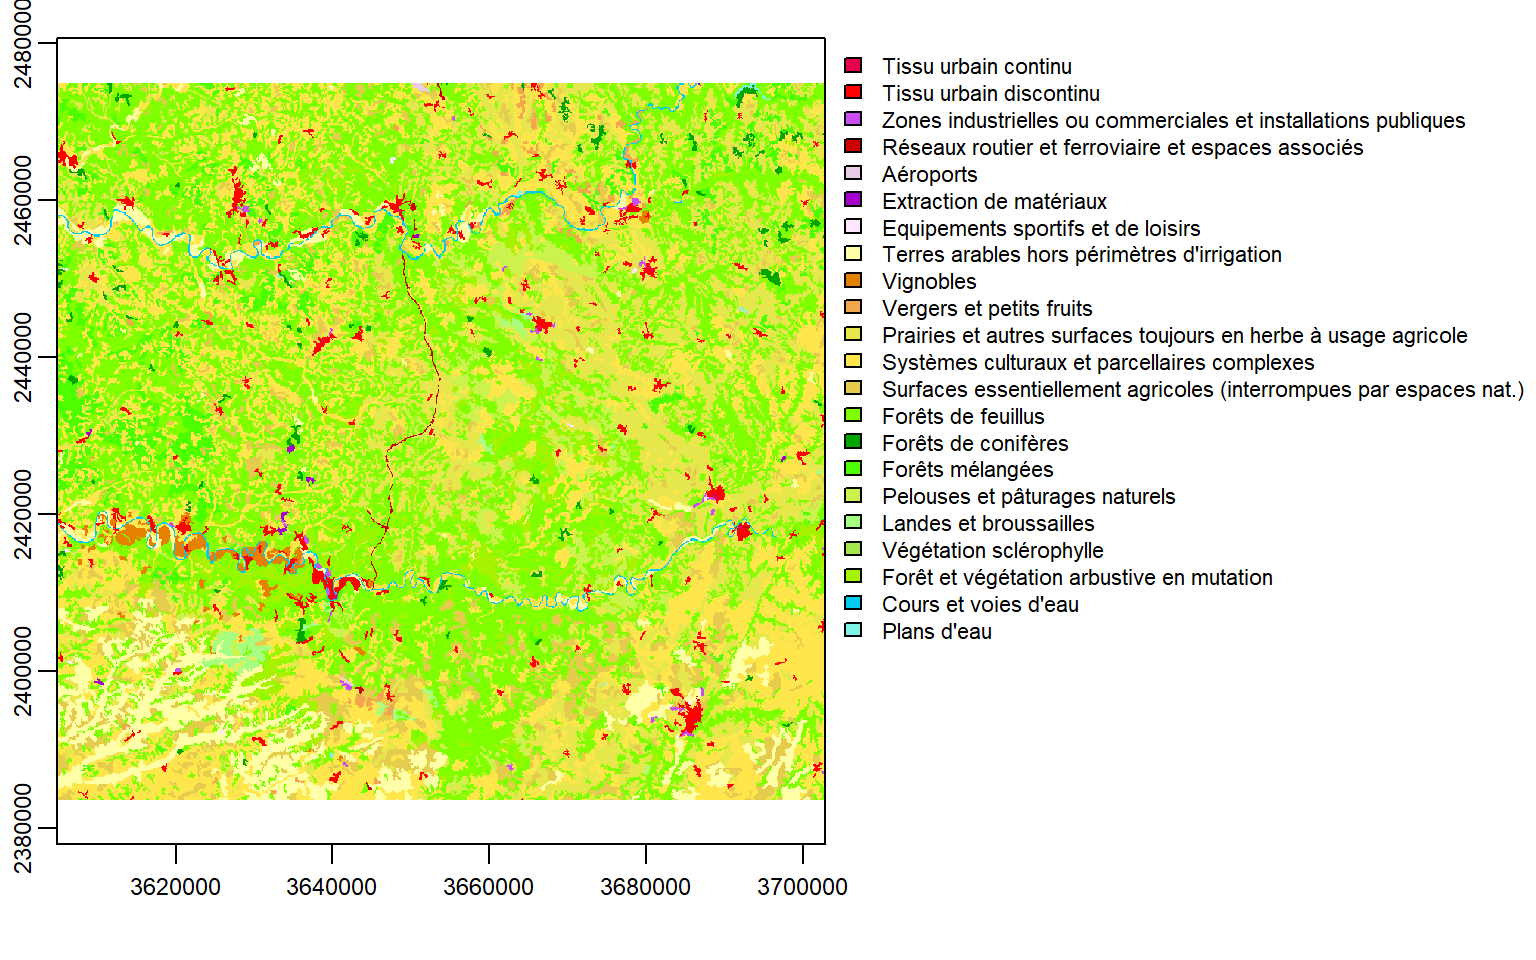 2480000
2460000
2440000
2420000
2400000
2380000
3620000 3640000 3660000 3680000 3700000
Tissu urbain continu
Tissu urbain discontinu
Zones industrielles ou commerciales et installations publiques
Réseaux routier et ferroviaire et espaces associés
Aéroports
Extraction de matériaux
Equipements sportifs et de loisirs
Terres arables hors périmètres d'irrigation
Vignobles
Vergers et petits fruits
Prairies et autres surfaces toujours en herbe à usage agricole
Systèmes culturaux et parcellaires complexes
Surfaces essentiellement agricoles (interrompues par espaces nat.)
Forêts de feuillus
Forêts de conifères
Forêts mélangées
Pelouses et pâturages naturels
Landes et broussailles
Végétation sclérophylle
Forêt et végétation arbustive en mutation
Cours et voies d'eau
Plans d'eau